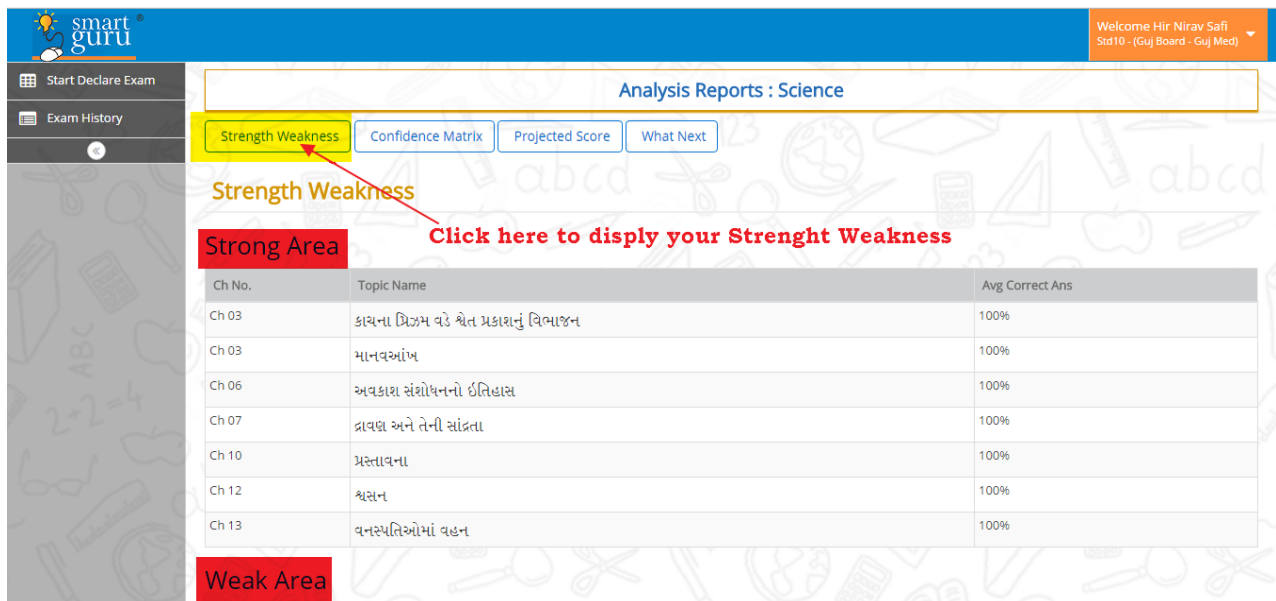 smart ®
guru
Welcome Hir Nirav Safi
Std10 - (Guj Board - Guj Med)
Start Declare Exam
Exam History
Analysis Reports : Science
Strength Weakness Confidence Matrix Projected Score What Next
Strength Weakness
Click here to disply your Strenght Weakness
Strong Area
Ch No. Topic Name Avg Correct Ans
Ch 03 કાચના પ્રિઝમ વડે શ્વેત પ્રકાશનું વિભાજન 100%
Ch 03 માનવઆંખ 100%
Ch 06 અવકાશ સંશોધનનો ઇતિહાસ 100%
Ch 07 દ્રાવણ અને તેની સાંદ્રતા 100%
Ch 10 પ્રસ્તાવના 100%
Ch 12 શ્વસન 100%
Ch 13 વનસ્પતિઓમાં વહન 100%
Weak Area